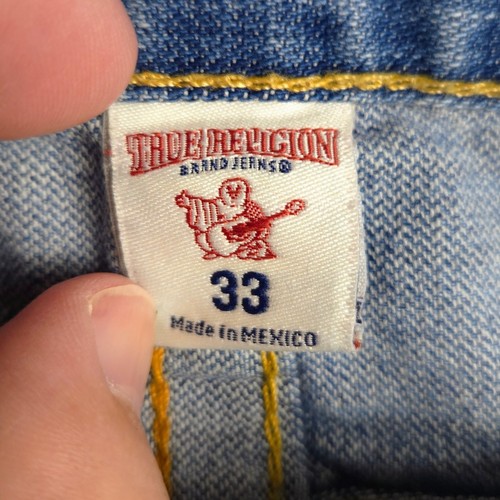 TRUE RELIGION
BRAND JEANS®
33
Made in MEXICO